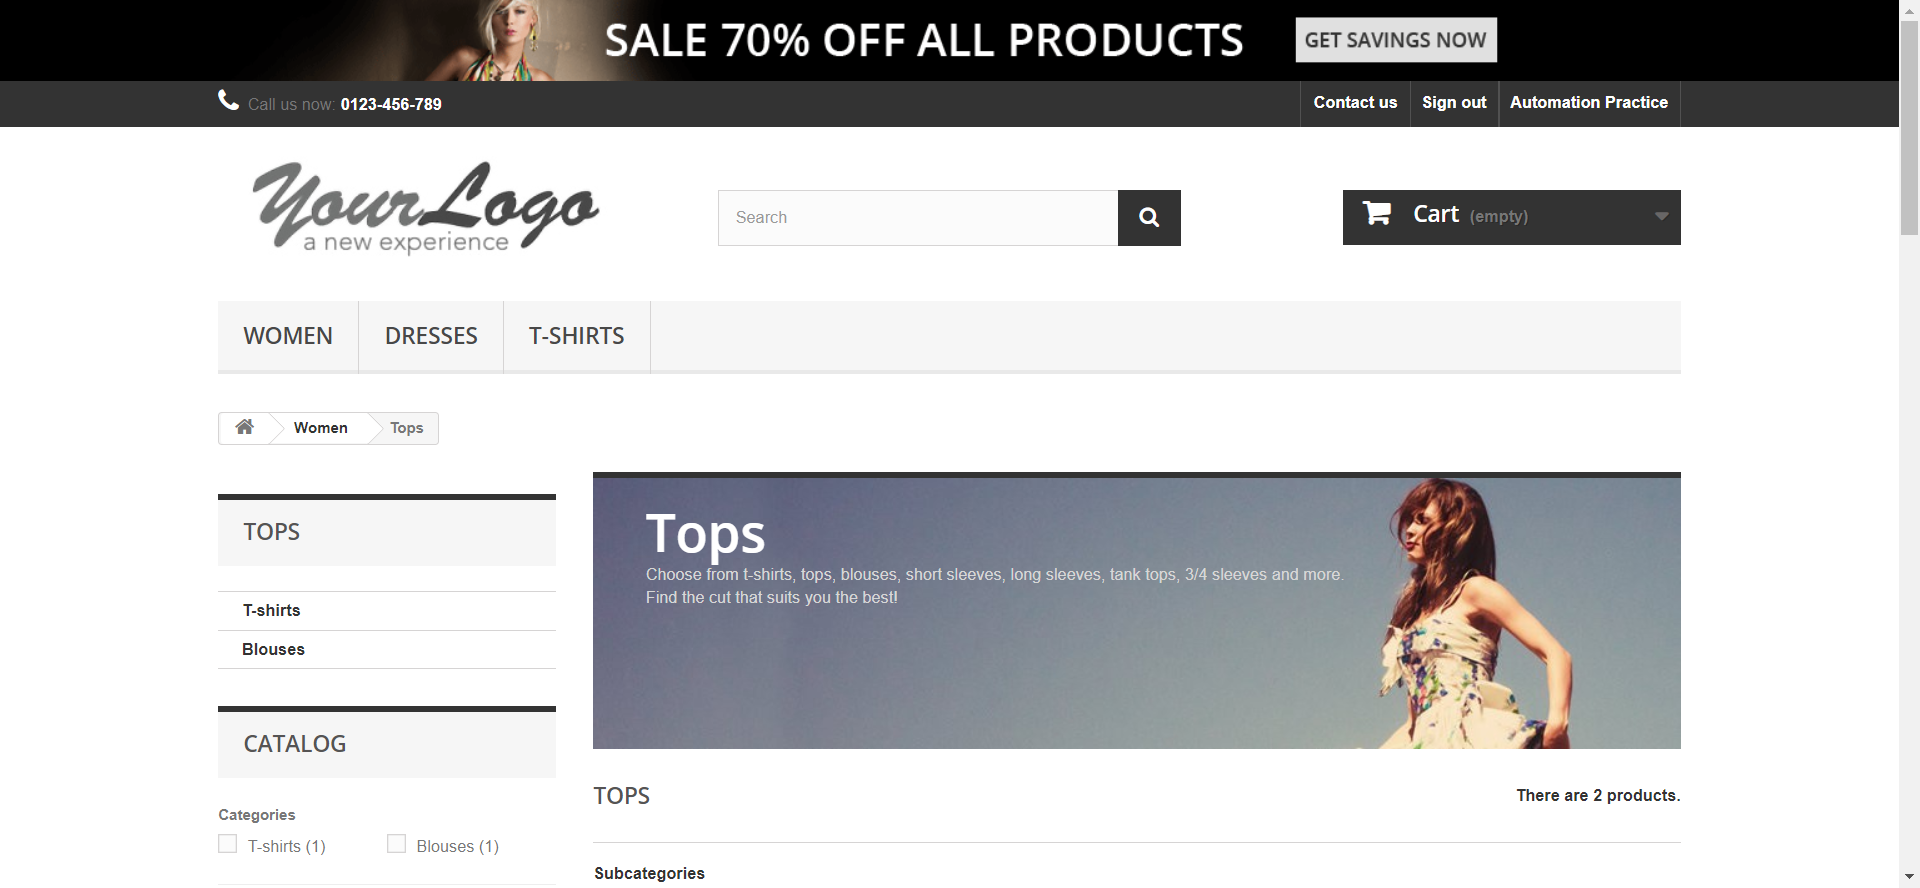 SALE 70% OFF ALL PRODUCTS
GET SAVINGS NOW
Call us now: 0123-456-789
Contact us
Sign out
Automation Practice
Your Logo
a new experience
Search
Cart (empty)
WOMEN
DRESSES
T-SHIRTS
Women
Tops
TOPS
T-shirts
Blouses
CATALOG
Categories
T-shirts (1)
Blouses (1)
Tops
Choose from t-shirts, tops, blouses, short sleeves, long sleeves, tank tops, 3/4 sleeves and more.
Find the cut that suits you the best!
TOPS
There are 2 products.
Subcategories